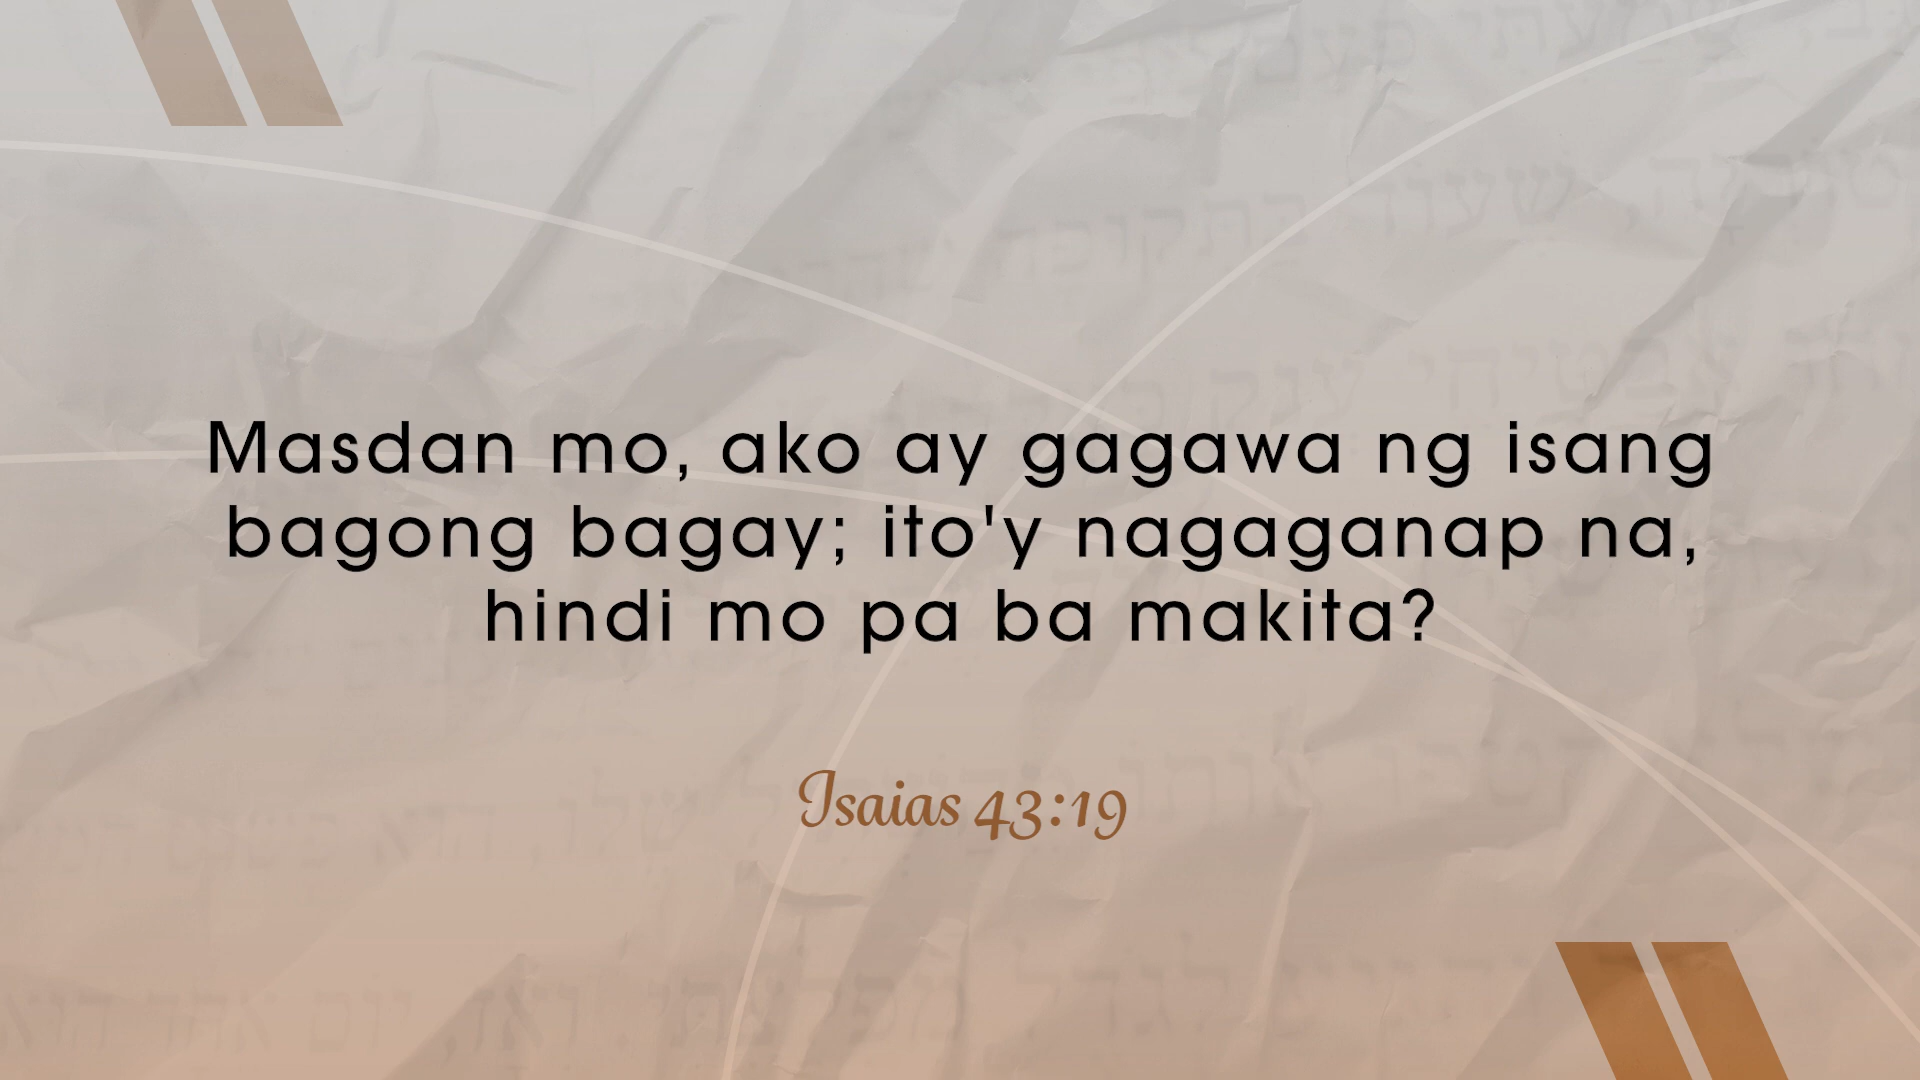 Masdan mo, ako ay gagawa ng isang
bagong bagay; ito'y nagaganap na,
hindi mo pa ba makita?
Isaias 43:19